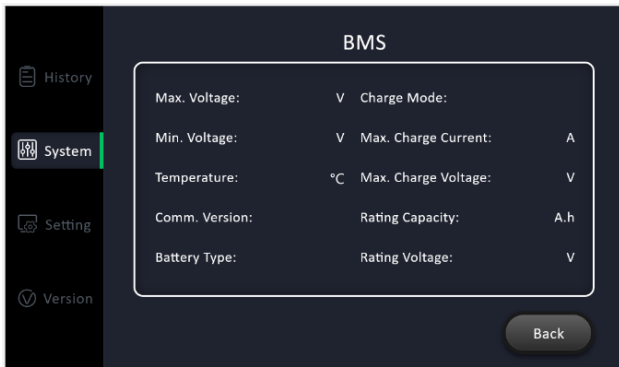 BMS
History
System
Setting
Version
Max. Voltage: V Charge Mode:
Min. Voltage: V Max. Charge Current: A
Temperature: °C Max. Charge Voltage: V
Comm. Version: Rating Capacity: A.h
Battery Type: Rating Voltage: V
Back